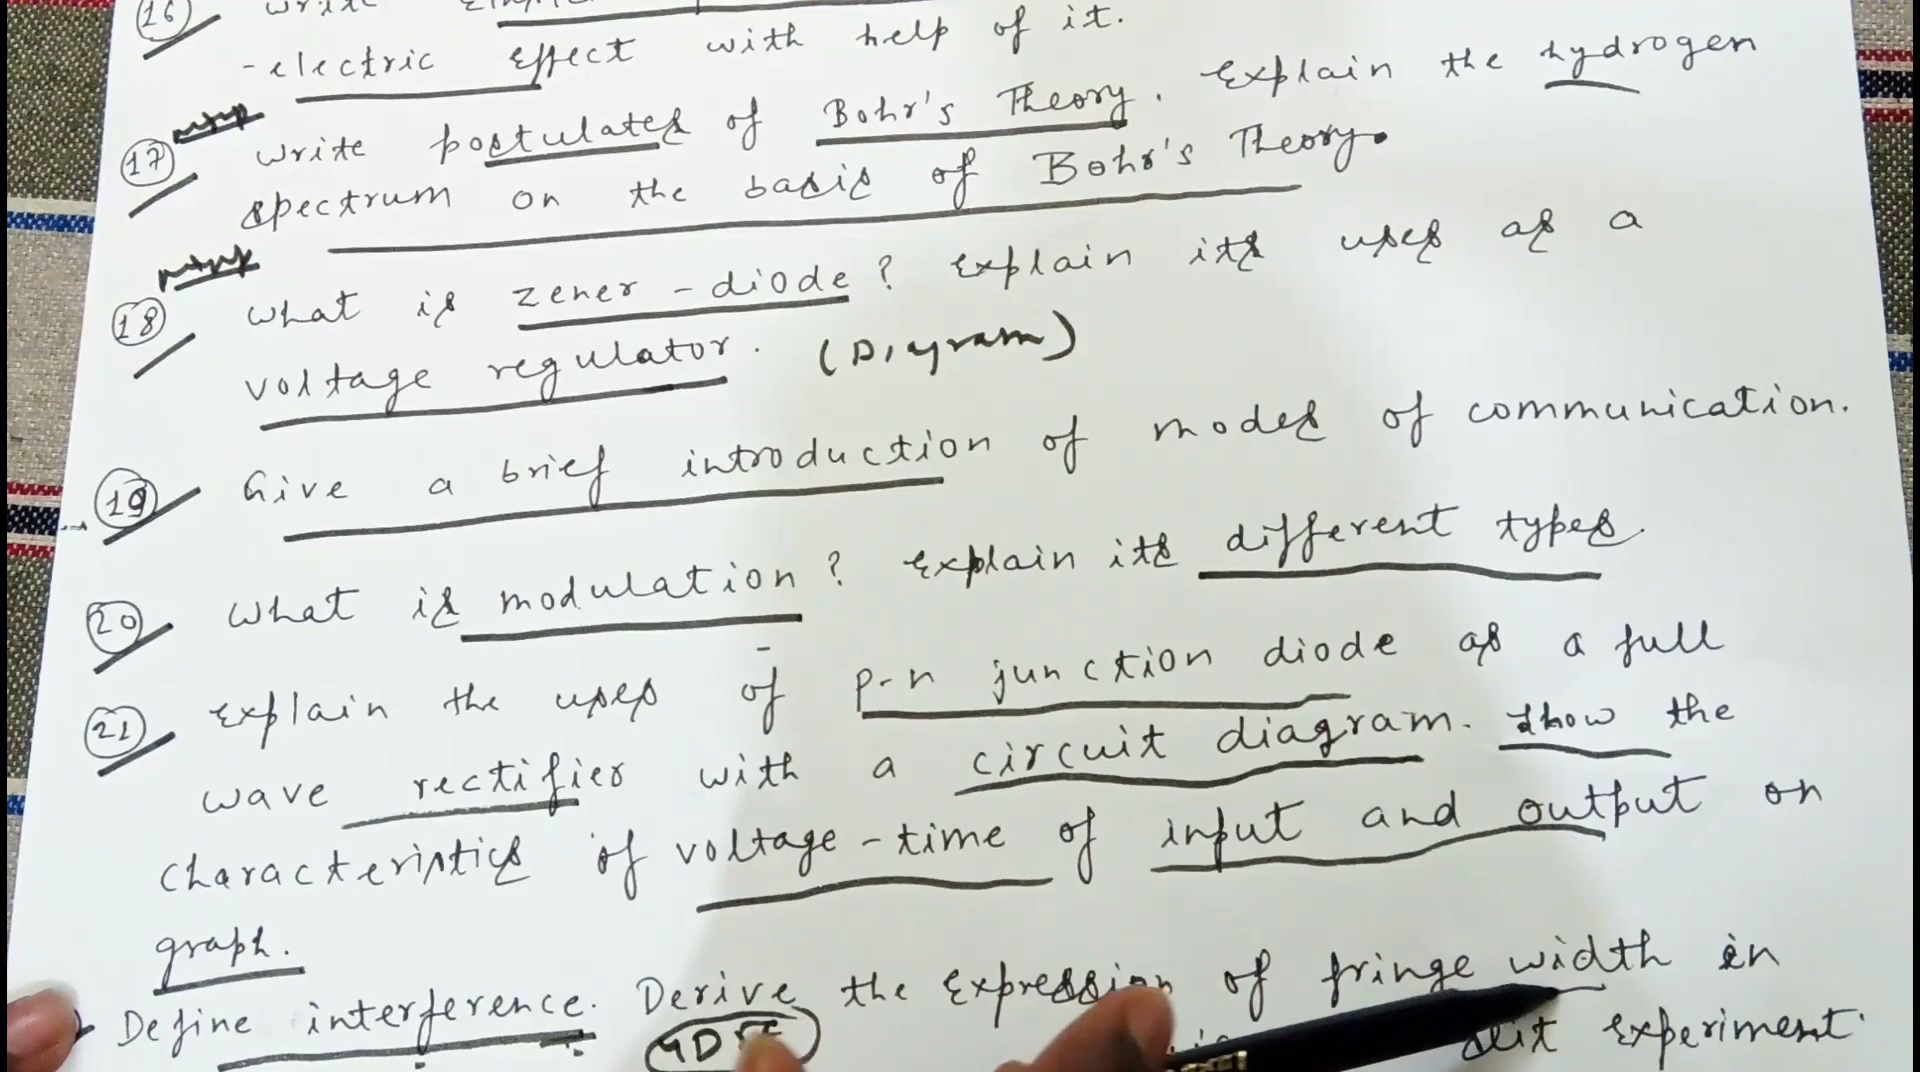 16 Write
- electric effect with help of it.
17 Write postulates of Bohr's Theory. Explain the hydrogen
spectrum on the basis of Bohr's Theory.
18 What is zener - diode? Explain its uses as a
voltage regulator. (Diagram)
19 Give a brief introduction of modes of communication.
20 What is modulation? Explain its different types.
21 Explain the uses of p-n junction diode as a full
wave rectifier with a circuit diagram. Show the
characteristics of voltage - time of input and output on
graph.
Define interference. Derive the expression of fringe width in
slit experiment.